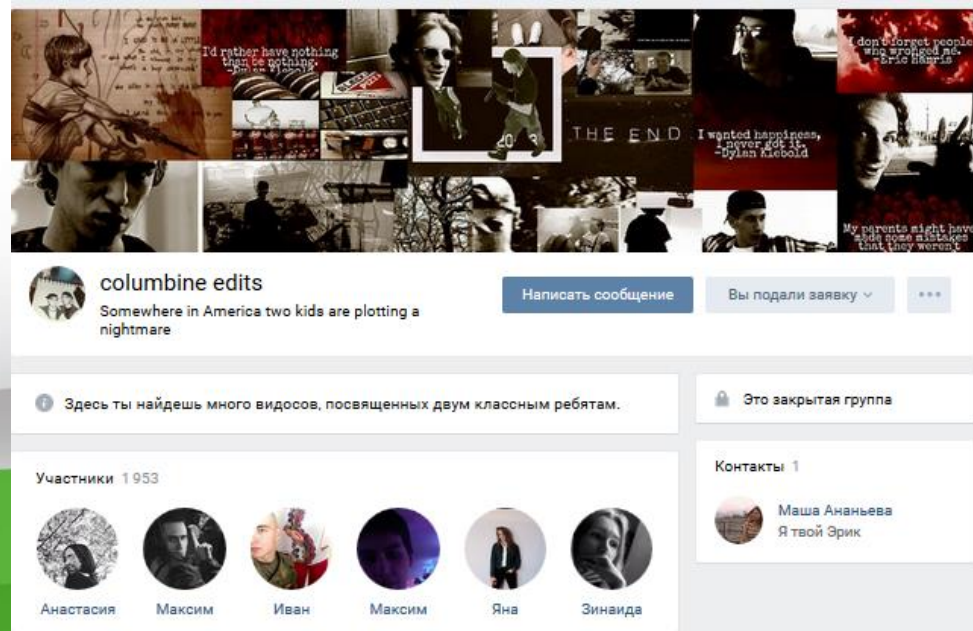 I'd rather have nothing
than be nothing.
-Dylan Klebold
I don't forget people
who wronged me.
-Eric Harris
THE END
I wanted happiness,
I never got it.
-Dylan Klebold
My parents might have
made some mistakes
that they weren't
columbine edits
Somewhere in America two kids are plotting a
nightmare
Написать сообщение
Вы подали заявку
Здесь ты найдешь много видосов, посвященных двум классным ребятам.
Это закрытая группа
Участники 1 953
Контакты 1
Маша Ананьева
Я твой Эрик
Анастасия
Максим
Иван
Максим
Яна
Зинаида